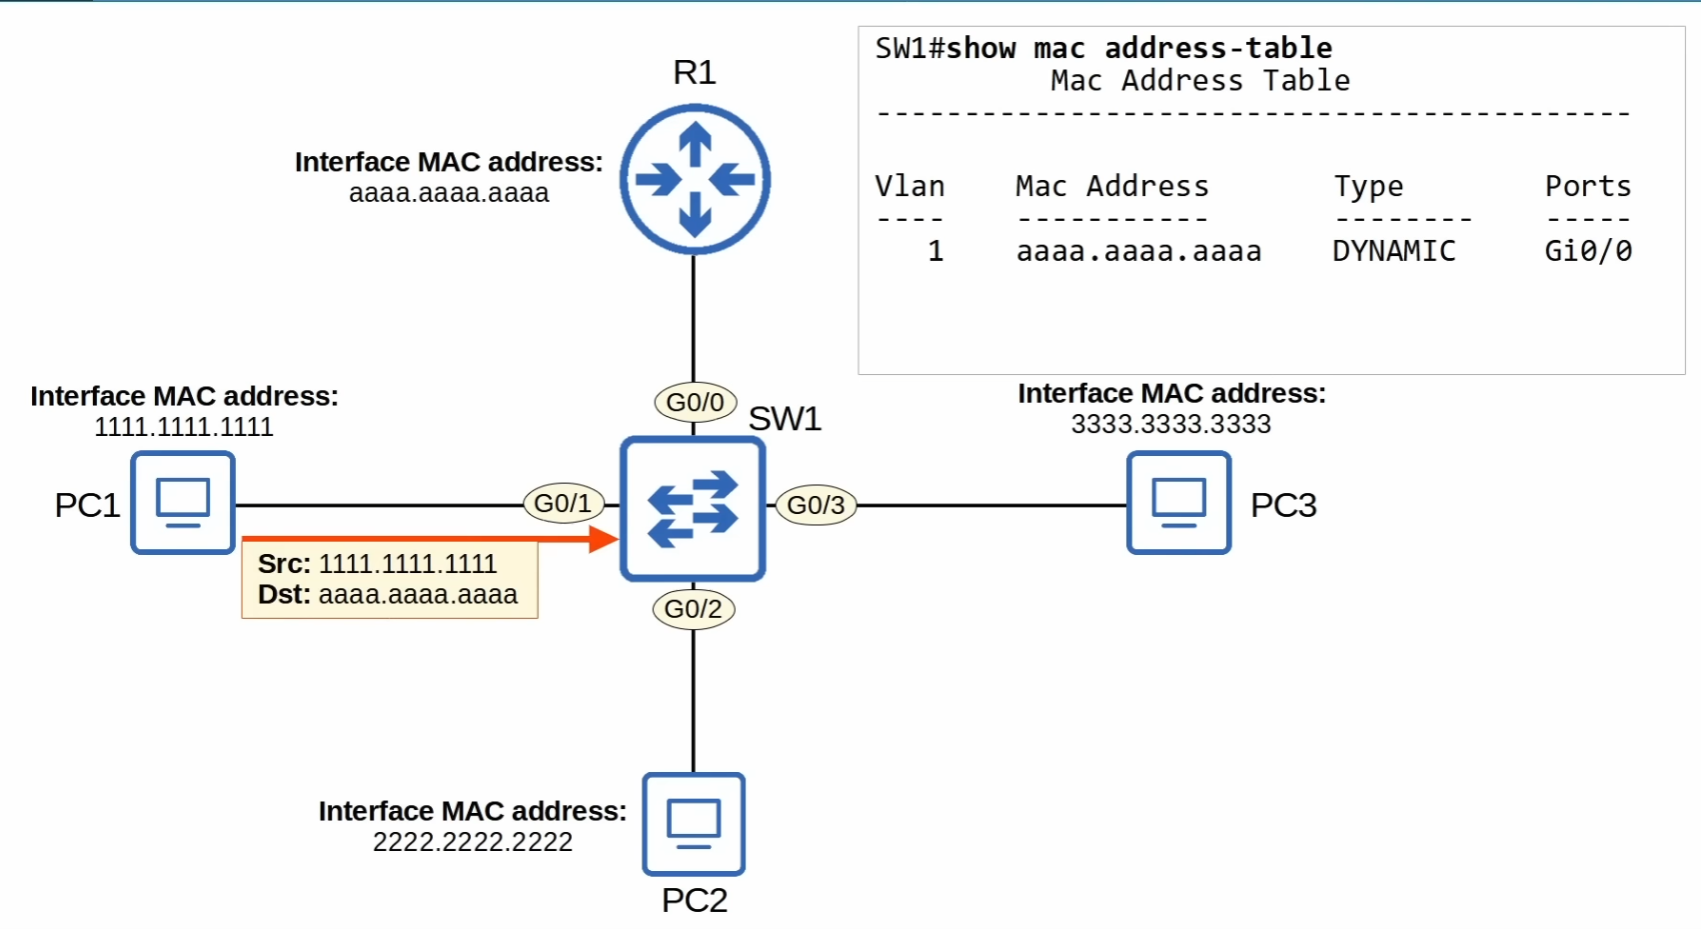 R1
Interface MAC address:
aaaa.aaaa.aaaa
SW1#show mac address-table
Mac Address Table
-------------------------------------------
Vlan    Mac Address       Type        Ports
----    -----------       --------    -----
1    aaaa.aaaa.aaaa    DYNAMIC     Gi0/0
Interface MAC address:
1111.1111.1111
PC1
G0/0
SW1
G0/1
G0/3
G0/2
Src: 1111.1111.1111
Dst: aaaa.aaaa.aaaa
Interface MAC address:
3333.3333.3333
PC3
Interface MAC address:
2222.2222.2222
PC2